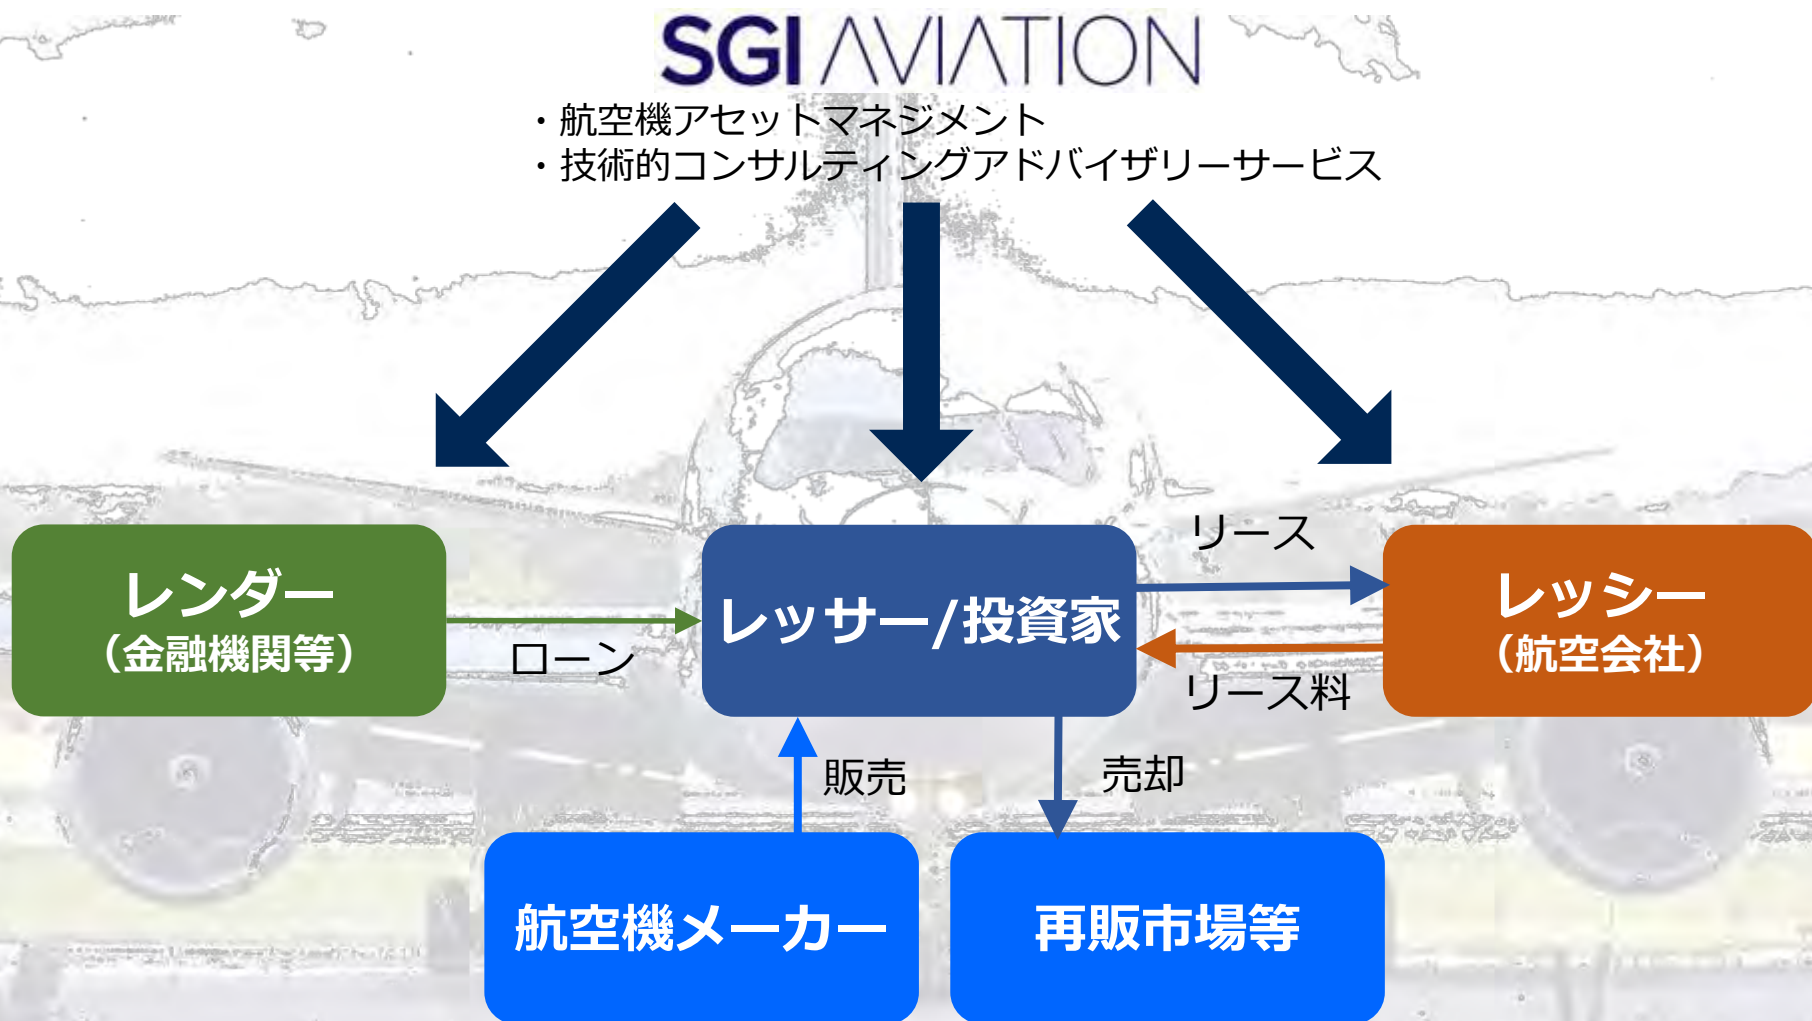 SGI AVIATION
・航空機アセットマネジメント
・技術的コンサルティングアドバイザリーサービス
リース
レンダー
（金融機関等）
ローン
レッサー/投資家
レッシー
（航空会社）
リース料
販売
売却
航空機メーカー
再販市場等